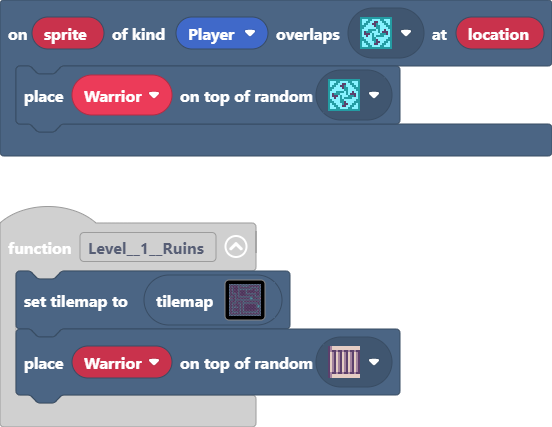 on sprite of kind Player overlaps at location
place Warrior on top of random
function Level__1__Ruins
set tilemap to tilemap
place Warrior on top of random